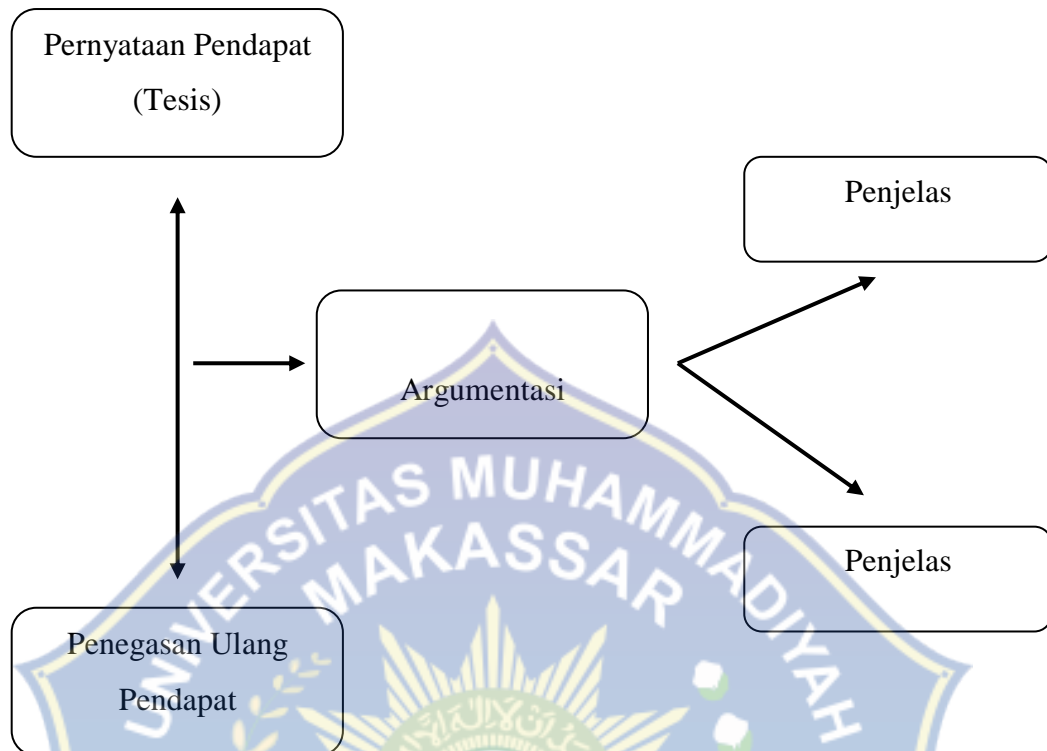 Pernyataan Pendapat
(Tesis)
Penjelas
Argumentasi
UNIVERSITAS MUHAMMADIYAH
MAKASSAR
Penjelas
Penegasan Ulang
Pendapat